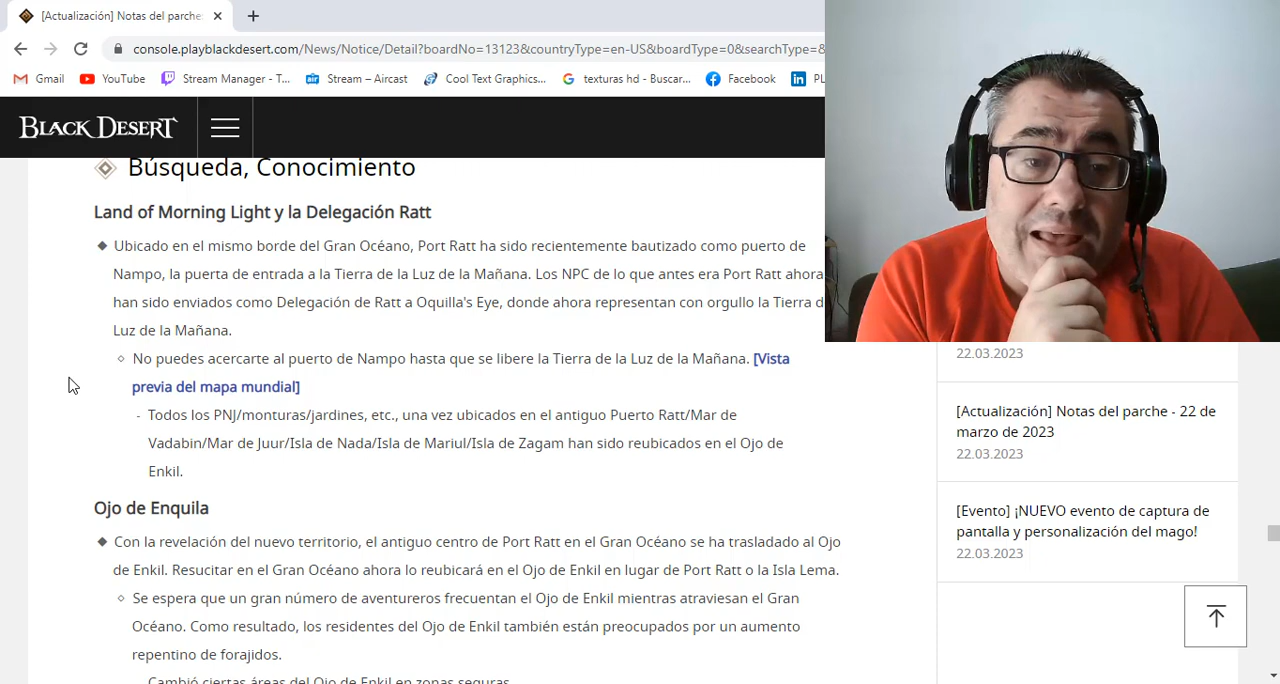 [Actualización] Notas del parche:
console.playblackdesert.com/News/Notice/Detail?boardNo=13123&countryType=en-US&boardType=0&searchType=&
Gmail YouTube Stream Manager - T... Stream – Aircast Cool Text Graphics... texturas hd - Buscar... Facebook PL
BLACK DESERT
Búsqueda, Conocimiento
Land of Morning Light y la Delegación Ratt
Ubicado en el mismo borde del Gran Océano, Port Ratt ha sido recientemente bautizado como puerto de
Nampo, la puerta de entrada a la Tierra de la Luz de la Mañana. Los NPC de lo que antes era Port Ratt ahora
han sido enviados como Delegación de Ratt a Oquilla's Eye, donde ahora representan con orgullo la Tierra d
Luz de la Mañana.
No puedes acercarte al puerto de Nampo hasta que se libere la Tierra de la Luz de la Mañana. [Vista
previa del mapa mundial]
- Todos los PNJ/monturas/jardines, etc., una vez ubicados en el antiguo Puerto Ratt/Mar de
Vadabin/Mar de Juur/Isla de Nada/Isla de Mariul/Isla de Zagam han sido reubicados en el Ojo de
Enkil.
Ojo de Enquila
Con la revelación del nuevo territorio, el antiguo centro de Port Ratt en el Gran Océano se ha trasladado al Ojo
de Enkil. Resucitar en el Gran Océano ahora lo reubicará en el Ojo de Enkil en lugar de Port Ratt o la Isla Lema.
Se espera que un gran número de aventureros frecuentan el Ojo de Enkil mientras atraviesan el Gran
Océano. Como resultado, los residentes del Ojo de Enkil también están preocupados por un aumento
repentino de forajidos.
Cambió ciertas áreas del Ojo de Enkil en zonas seguras.
22.03.2023
[Actualización] Notas del parche - 22 de
marzo de 2023
22.03.2023
[Evento] ¡NUEVO evento de captura de
pantalla y personalización del mago!
22.03.2023